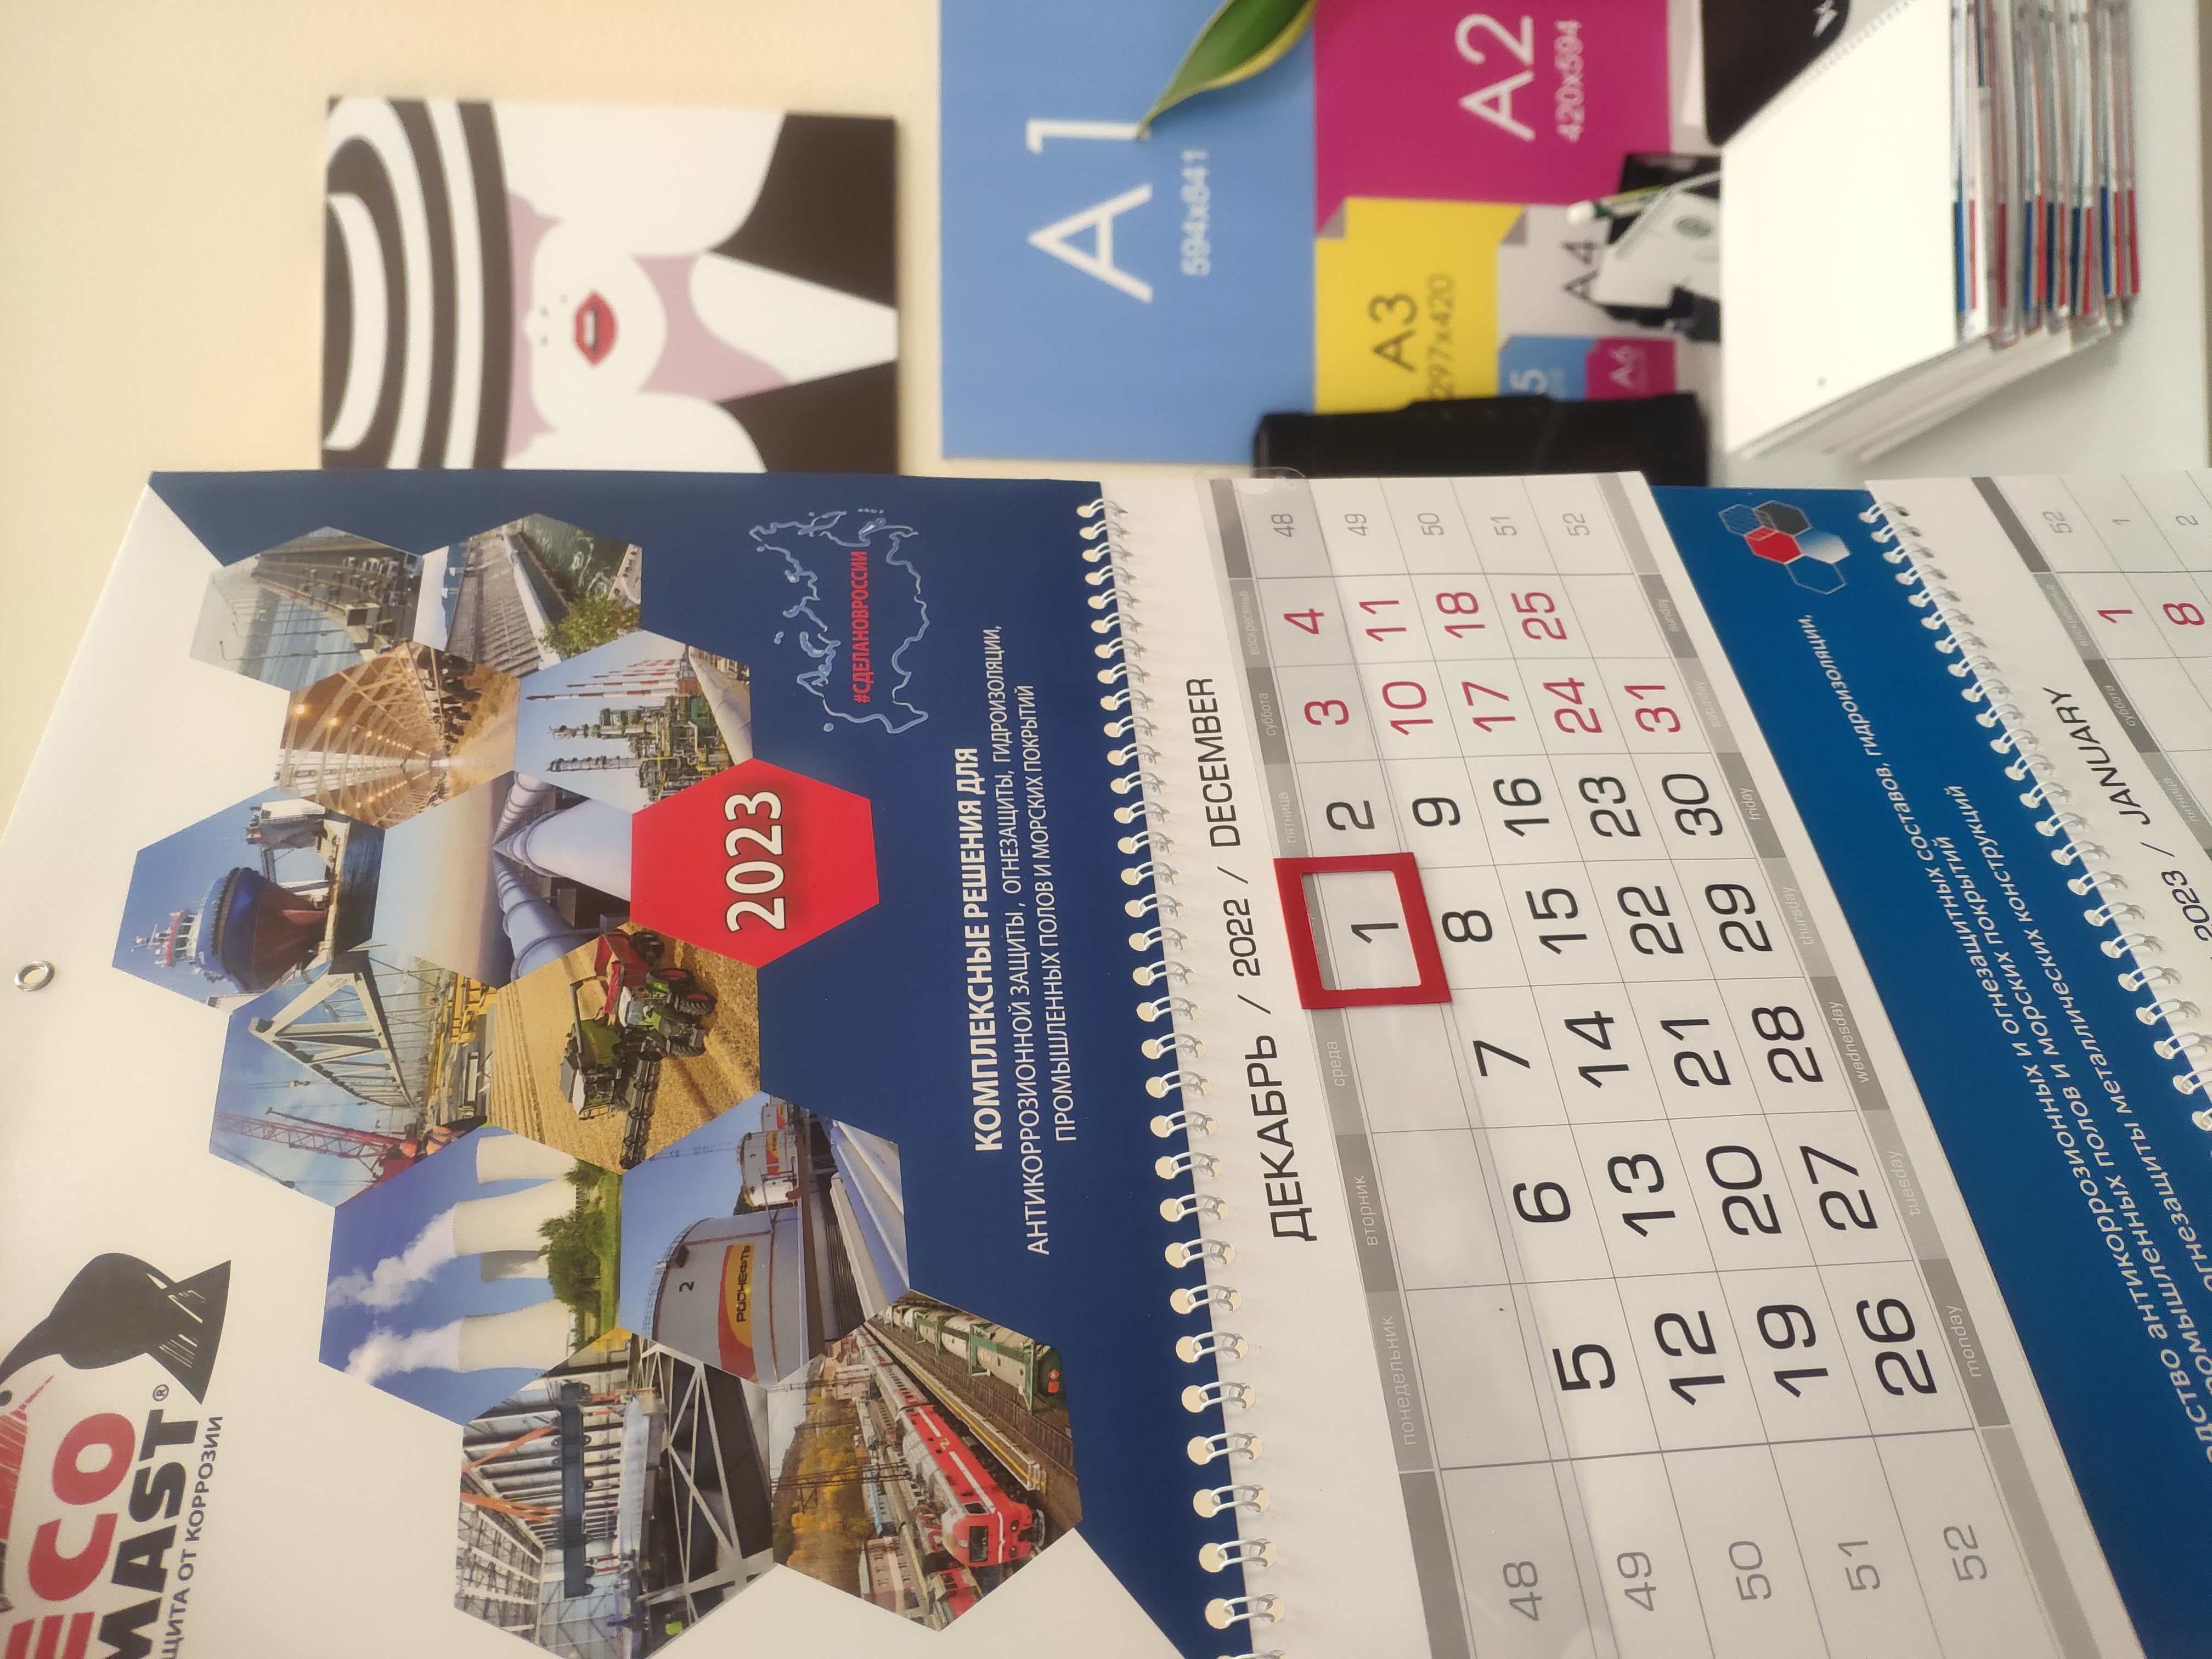 ECO
MAST®
ЩИТА ОТ КОРРОЗИИ
2
РОСНЕФТЬ
2023
#СДЕЛАНОВРОССИИ
КОМПЛЕКСНЫЕ РЕШЕНИЯ ДЛЯ
АНТИКОРРОЗИОННОЙ ЗАЩИТЫ, ОГНЕЗАЩИТЫ, ГИДРОИЗОЛЯЦИИ,
ПРОМЫШЛЕННЫХ ПОЛОВ И МОРСКИХ ПОКРЫТИЙ
ДЕКАБРЬ / 2022 / DECEMBER
понедельник вторник среда пятница суббота воскресенье
48 1 2 3 4 48
49 5 6 7 8 9 10 11 49
50 12 13 14 15 16 17 18 50
51 19 20 21 22 23 24 25 51
52 26 27 28 29 30 31 52
monday tuesday wednesday thursday friday saturday sunday
одство антикоррозионных и огнезащитных составов, гидроизоляции,
ромышленных полов и морских покрытий
огнезащиты металлических конструкций
2023 / JANUARY
пятница суббота воскресенье
1 52
8 1
2
A1
594x841
A3
297x420
A2
420x594
5
A4
A6